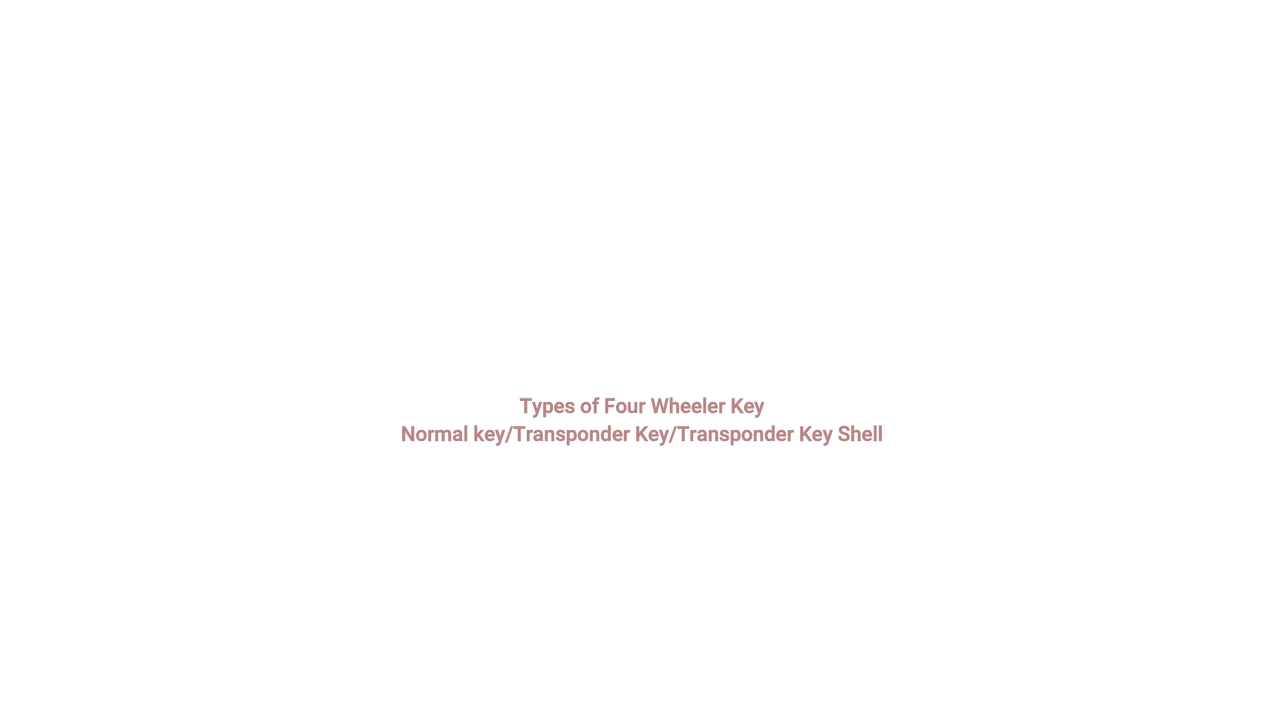 Types of Four Wheeler Key
Normal key/Transponder Key/Transponder Key Shell